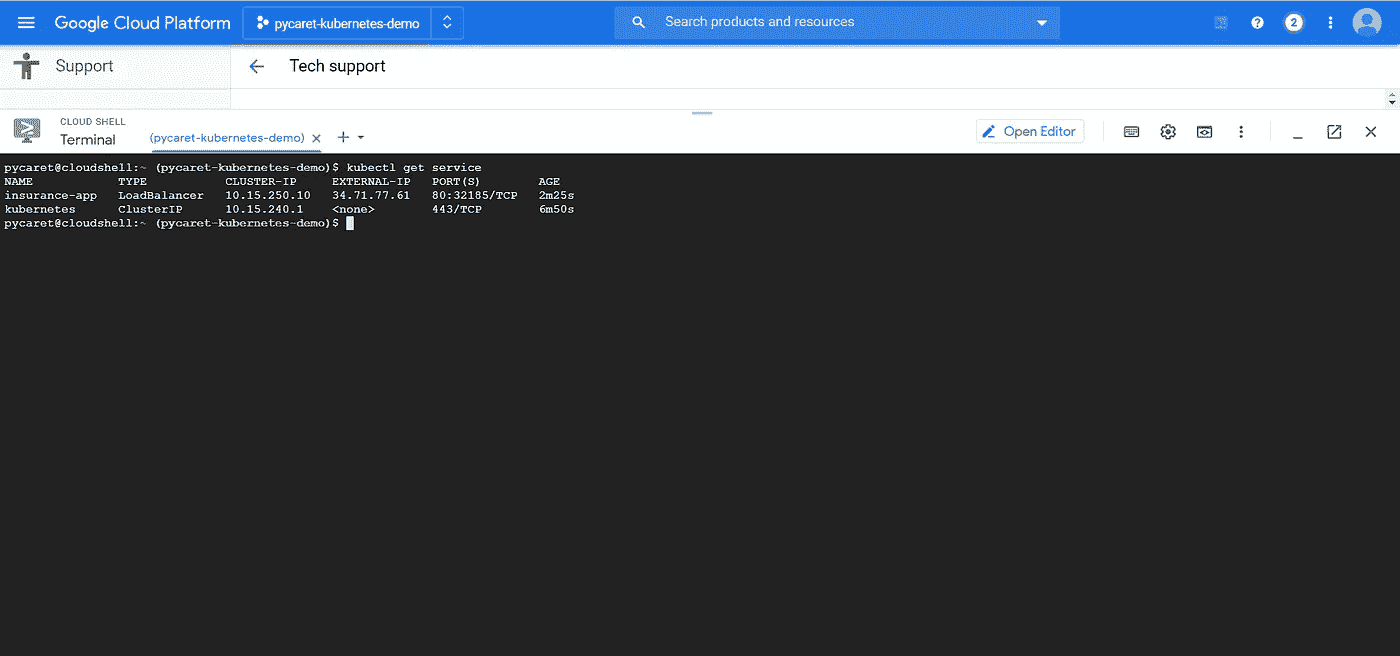 Google Cloud Platform pycaret-kubernetes-demo Search products and resources ? 2
Support Tech support
CLOUD SHELL
Terminal (pycaret-kubernetes-demo) Open Editor
pycaret@cloudshell:~ (pycaret-kubernetes-demo)$ kubectl get service
NAME TYPE CLUSTER-IP EXTERNAL-IP PORT(S) AGE
insurance-app LoadBalancer 10.15.250.10 34.71.77.61 80:32185/TCP 2m25s
kubernetes ClusterIP 10.15.240.1 <none> 443/TCP 6m50s
pycaret@cloudshell:~ (pycaret-kubernetes-demo)$